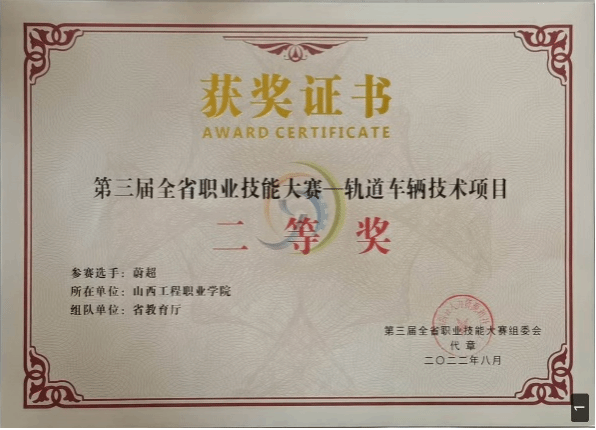 获奖证书
AWARD CERTIFICATE
第三届全省职业技能大赛—轨道车辆技术项目
二等奖
参赛选手：蔚超
所在单位：山西工程职业学院
组队单位：省教育厅
第三届全省职业技能大赛组委会
代章
二〇二二年八月
1